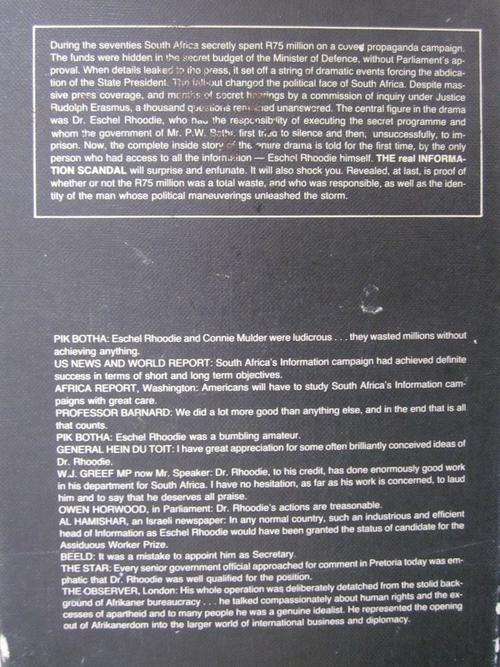 During the seventies South Africa secretly spent R75 million on a covert propaganda campaign.
The funds were hidden in the secret budget of the Minister of Defence, without Parliament's ap-
proval. When details leaked to the press, it set off a string of dramatic events forcing the abdica-
tion of the State President. The fall-out changed the political face of South Africa. Despite mas-
sive press coverage, and months of secret hearings by a commission of inquiry under Justice
Rudolph Erasmus, a thousand questions remained unanswered. The central figure in the drama
was Dr. Eschel Rhoodie, who had the responsibility of executing the secret programme and
whom the government of Mr. P.W. Botha, first tried to silence and then, unsuccessfully, to im-
prison. Now, the complete inside story of the entire drama is told for the first time, by the only
person who had access to all the information — Eschel Rhoodie himself. THE real INFORMA-
TION SCANDAL will surprise and enfunate. It will also shock you. Revealed, at last, is proof of
whether or not the R75 million was a total waste, and who was responsible, as well as the iden-
tity of the man whose political maneuverings unleashed the storm.
PIK BOTHA: Eschel Rhoodie and Connie Mulder were ludicrous . . . they wasted millions without
achieving anything.
US NEWS AND WORLD REPORT: South Africa's Information campaign had achieved definite
success in terms of short and long term objectives.
AFRICA REPORT, Washington: Americans will have to study South Africa's Information cam-
paigns with great care.
PROFESSOR BARNARD: We did a lot more good than anything else, and in the end that is all
that counts.
PIK BOTHA: Eschel Rhoodie was a bumbling amateur.
GENERAL HEIN DU TOIT: I have great appreciation for some often brilliantly conceived ideas of
Dr. Rhoodie.
W.J. GREEF MP now Mr. Speaker: Dr. Rhoodie, to his credit, has done enormously good work
in his department for South Africa. I have no hesitation, as far as his work is concerned, to laud
him and to say that he deserves all praise.
OWEN HORWOOD, in Parliament: Dr. Rhoodie's actions are treasonable.
AL HAMISHAR, an Israeli newspaper: In any normal country, such an industrious and efficient
head of Information as Eschel Rhoodie would have been granted the status of candidate for the
Assiduous Worker Prize.
BEELD: It was a mistake to appoint him as Secretary.
THE STAR: Every senior government official approached for comment in Pretoria today was em-
phatic that Dr. Rhoodie was well qualified for the position.
THE OBSERVER, London: His whole operation was deliberately detatched from the stolid back-
ground of Afrikaner bureaucracy . . . he talked compassionately about human rights and the ex-
cesses of apartheid and to many people he was a genuine idealist. He represented the opening
out of Afrikanerdom into the larger world of international business and diplomacy.